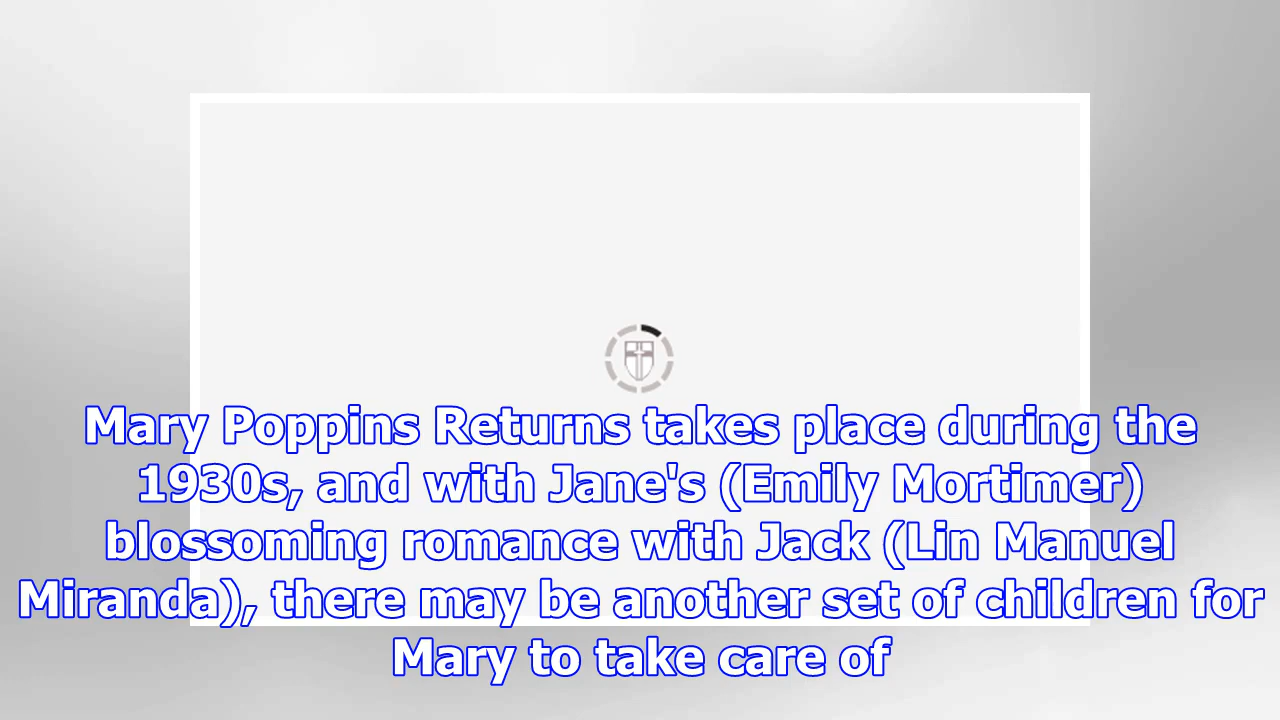 Mary Poppins Returns takes place during the
1930s, and with Jane's (Emily Mortimer)
blossoming romance with Jack (Lin Manuel
Miranda), there may be another set of children for
Mary to take care of